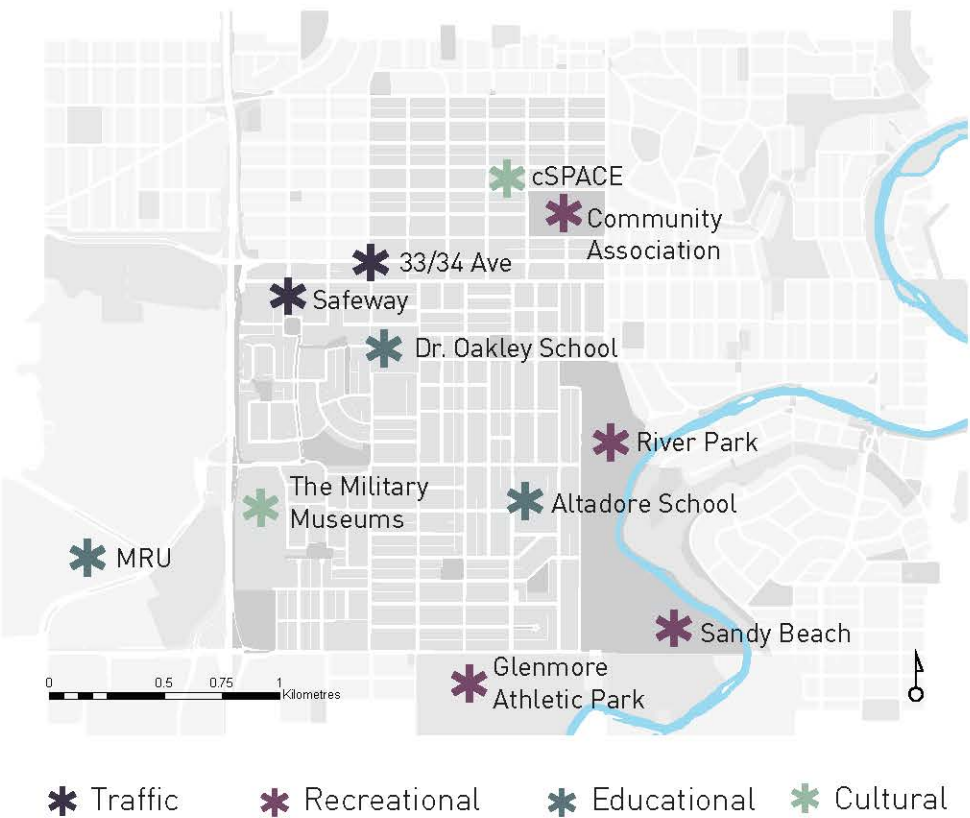 cSPACE
Community
Association
33/34 Ave
Safeway
Dr. Oakley School
River Park
The Military
Museums
Altadore School
MRU
Sandy Beach
Glenmore
Athletic Park
0 0.5 0.75 1
Kilometres
Traffic Recreational Educational Cultural